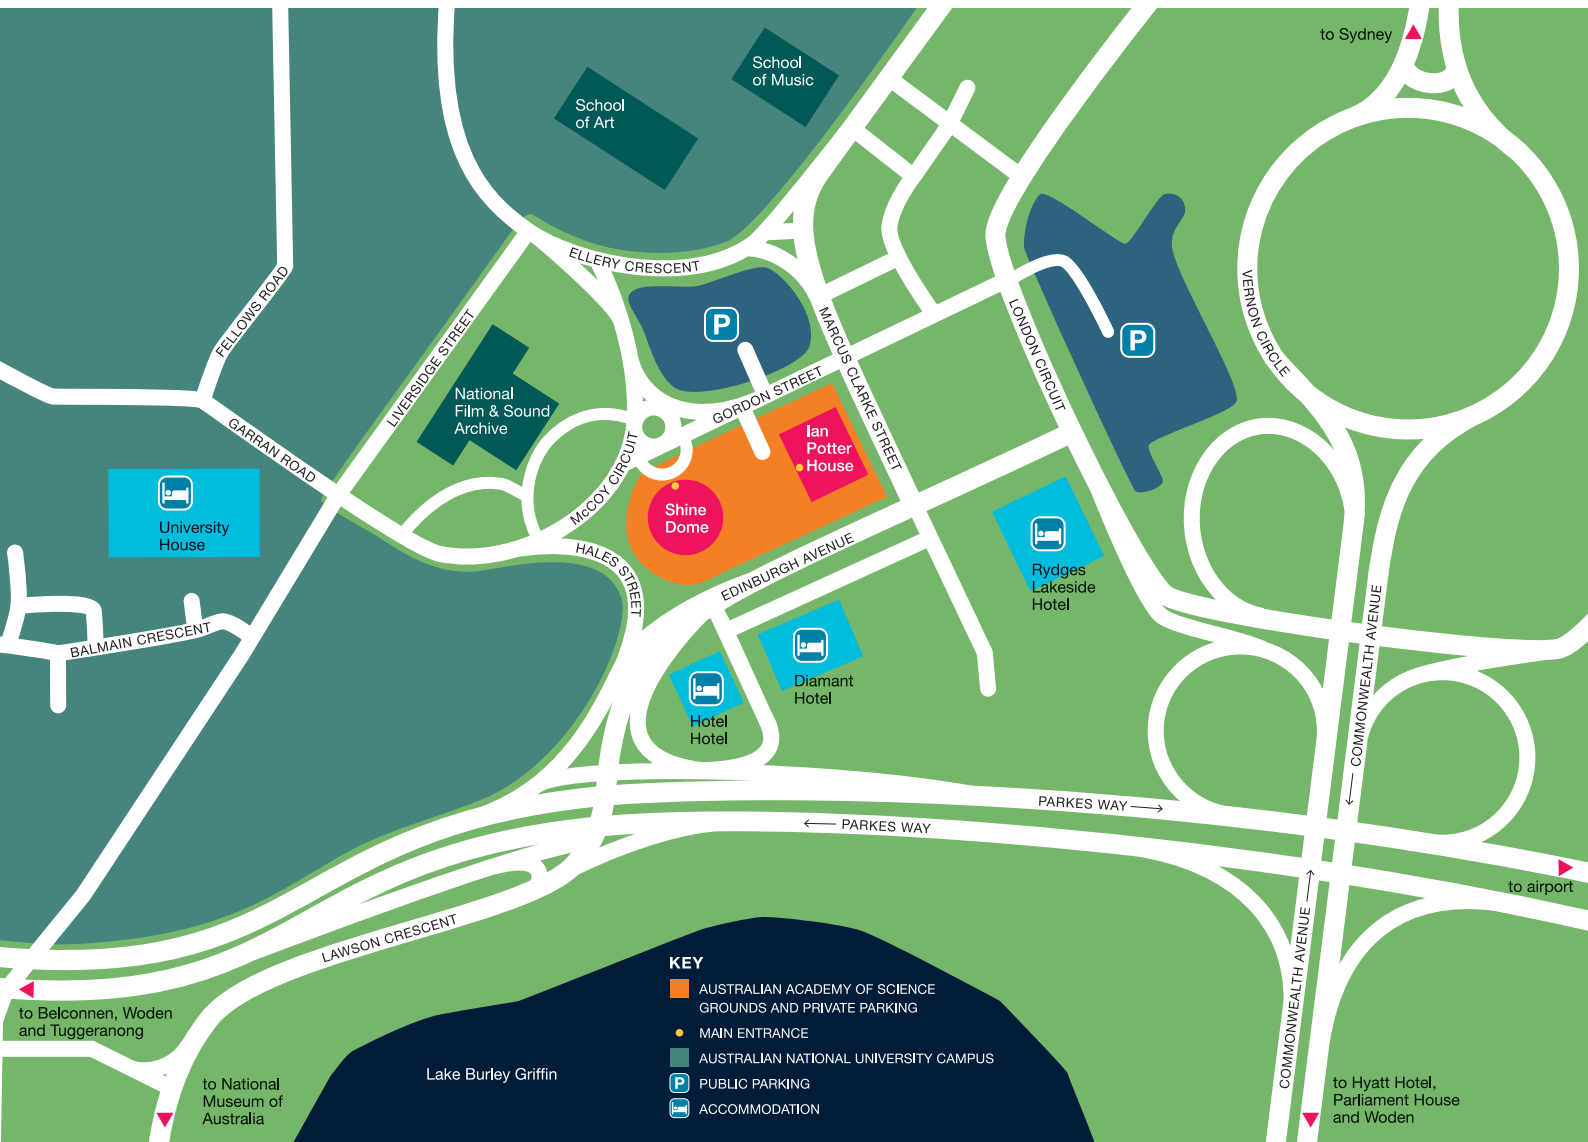 to Sydney
School
of Music
School
of Art
ELLERY CRESCENT
FELLOWS ROAD
VERNON CIRCLE
P
P
LIVERSIDGE STREET
MARCUS CLARKE STREET
LONDON CIRCUIT
National
Film & Sound
Archive
GORDON STREET
GARRAN ROAD
Ian
Potter
House
McCOY CIRCUIT
University
House
Shine
Dome
HALES STREET
EDINBURGH AVENUE
Rydges
Lakeside
Hotel
BALMAIN CRESCENT
COMMONWEALTH AVENUE
Diamant
Hotel
Hotel
Hotel
PARKES WAY
PARKES WAY
to airport
LAWSON CRESCENT
COMMONWEALTH AVENUE
to Belconnen, Woden
and Tuggeranong
to National
Museum of
Australia
Lake Burley Griffin
KEY
AUSTRALIAN ACADEMY OF SCIENCE
GROUNDS AND PRIVATE PARKING
MAIN ENTRANCE
AUSTRALIAN NATIONAL UNIVERSITY CAMPUS
P PUBLIC PARKING
ACCOMMODATION
to Hyatt Hotel,
Parliament House
and Woden